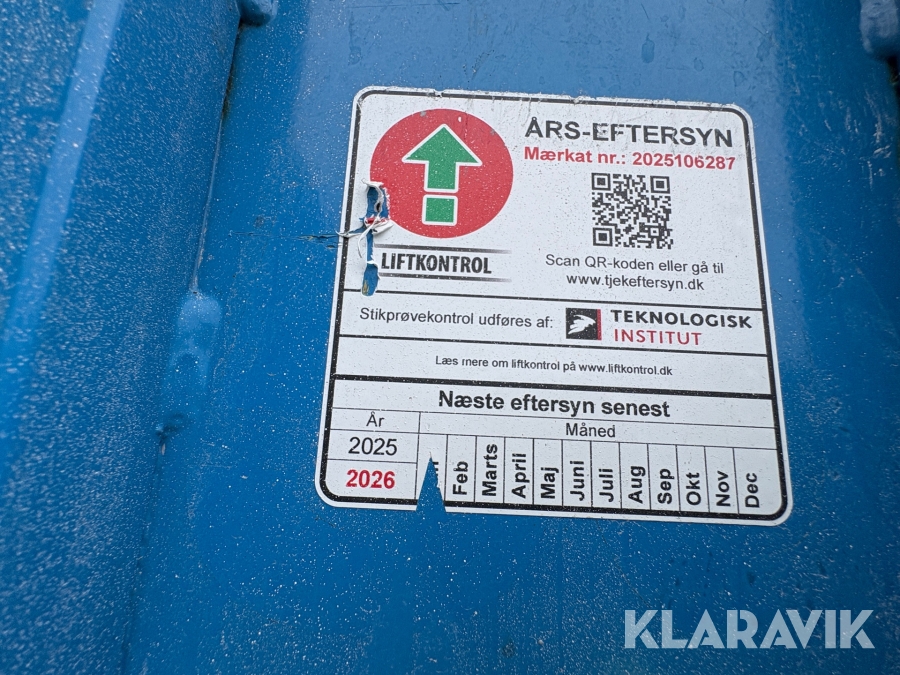 ÅRS-EFTERSYN
Mærkat nr.: 2025106287
LIFTKONTROL
Scan QR-koden eller gå til
www.tjekeftersyn.dk
Stikprøvekontrol udføres af:
TEKNOLOGISK
INSTITUT
Læs mere om liftkontrol på www.liftkontrol.dk
Næste eftersyn senest
År
Måned
2025
2026
Feb
Marts
April
Maj
Juni
Juli
Aug
Sep
Okt
Nov
Dec
KLARAVIK